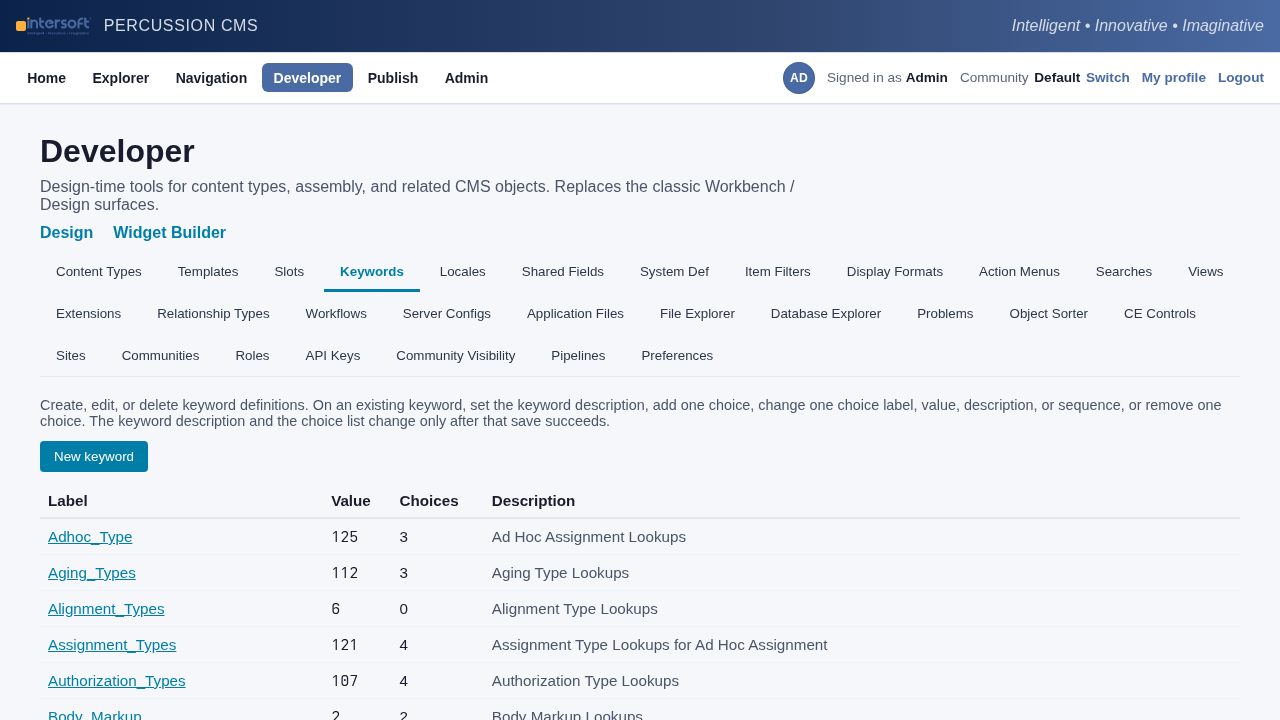 intersoft
PERCUSSION CMS
Intelligent • Innovative • Imaginative
Home Explorer Navigation Developer Publish Admin
AD Signed in as Admin Community Default Switch My profile Logout
Developer
Design-time tools for content types, assembly, and related CMS objects. Replaces the classic Workbench /
Design surfaces.
Design Widget Builder
Content Types Templates Slots Keywords Locales Shared Fields System Def Item Filters Display Formats Action Menus Searches Views
Extensions Relationship Types Workflows Server Configs Application Files File Explorer Database Explorer Problems Object Sorter CE Controls
Sites Communities Roles API Keys Community Visibility Pipelines Preferences
Create, edit, or delete keyword definitions. On an existing keyword, set the keyword description, add one choice, change one choice label, value, description, or sequence, or remove one
choice. The keyword description and the choice list change only after that save succeeds.
New keyword
Label Value Choices Description
Adhoc_Type 125 3 Ad Hoc Assignment Lookups
Aging_Types 112 3 Aging Type Lookups
Alignment_Types 6 0 Alignment Type Lookups
Assignment_Types 121 4 Assignment Type Lookups for Ad Hoc Assignment
Authorization_Types 107 4 Authorization Type Lookups
Body_Markup 2 2 Body Markup Lookups